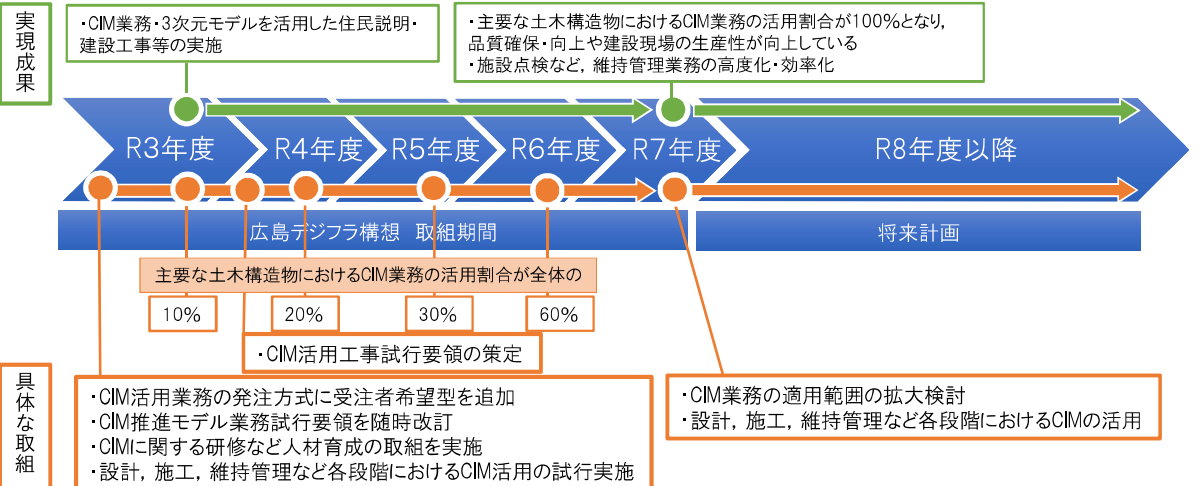 実現成果
・CIM業務・3次元モデルを活用した住民説明・
建設工事等の実施
・主要な土木構造物におけるCIM業務の活用割合が100%となり,
品質確保・向上や建設現場の生産性が向上している
・施設点検など, 維持管理業務の高度化・効率化
R3年度
R4年度
R5年度
R6年度
R7年度
R8年度以降
広島デジフラ構想 取組期間
将来計画
主要な土木構造物におけるCIM業務の活用割合が全体の
10%
20%
30%
60%
・CIM活用工事試行要領の策定
具体な取組
・CIM活用業務の発注方式に受注者希望型を追加
・CIM推進モデル業務試行要領を随時改訂
・CIMに関する研修など人材育成の取組を実施
・設計, 施工, 維持管理など各段階におけるCIM活用の試行実施
・CIM業務の適用範囲の拡大検討
・設計, 施工, 維持管理など各段階におけるCIMの活用